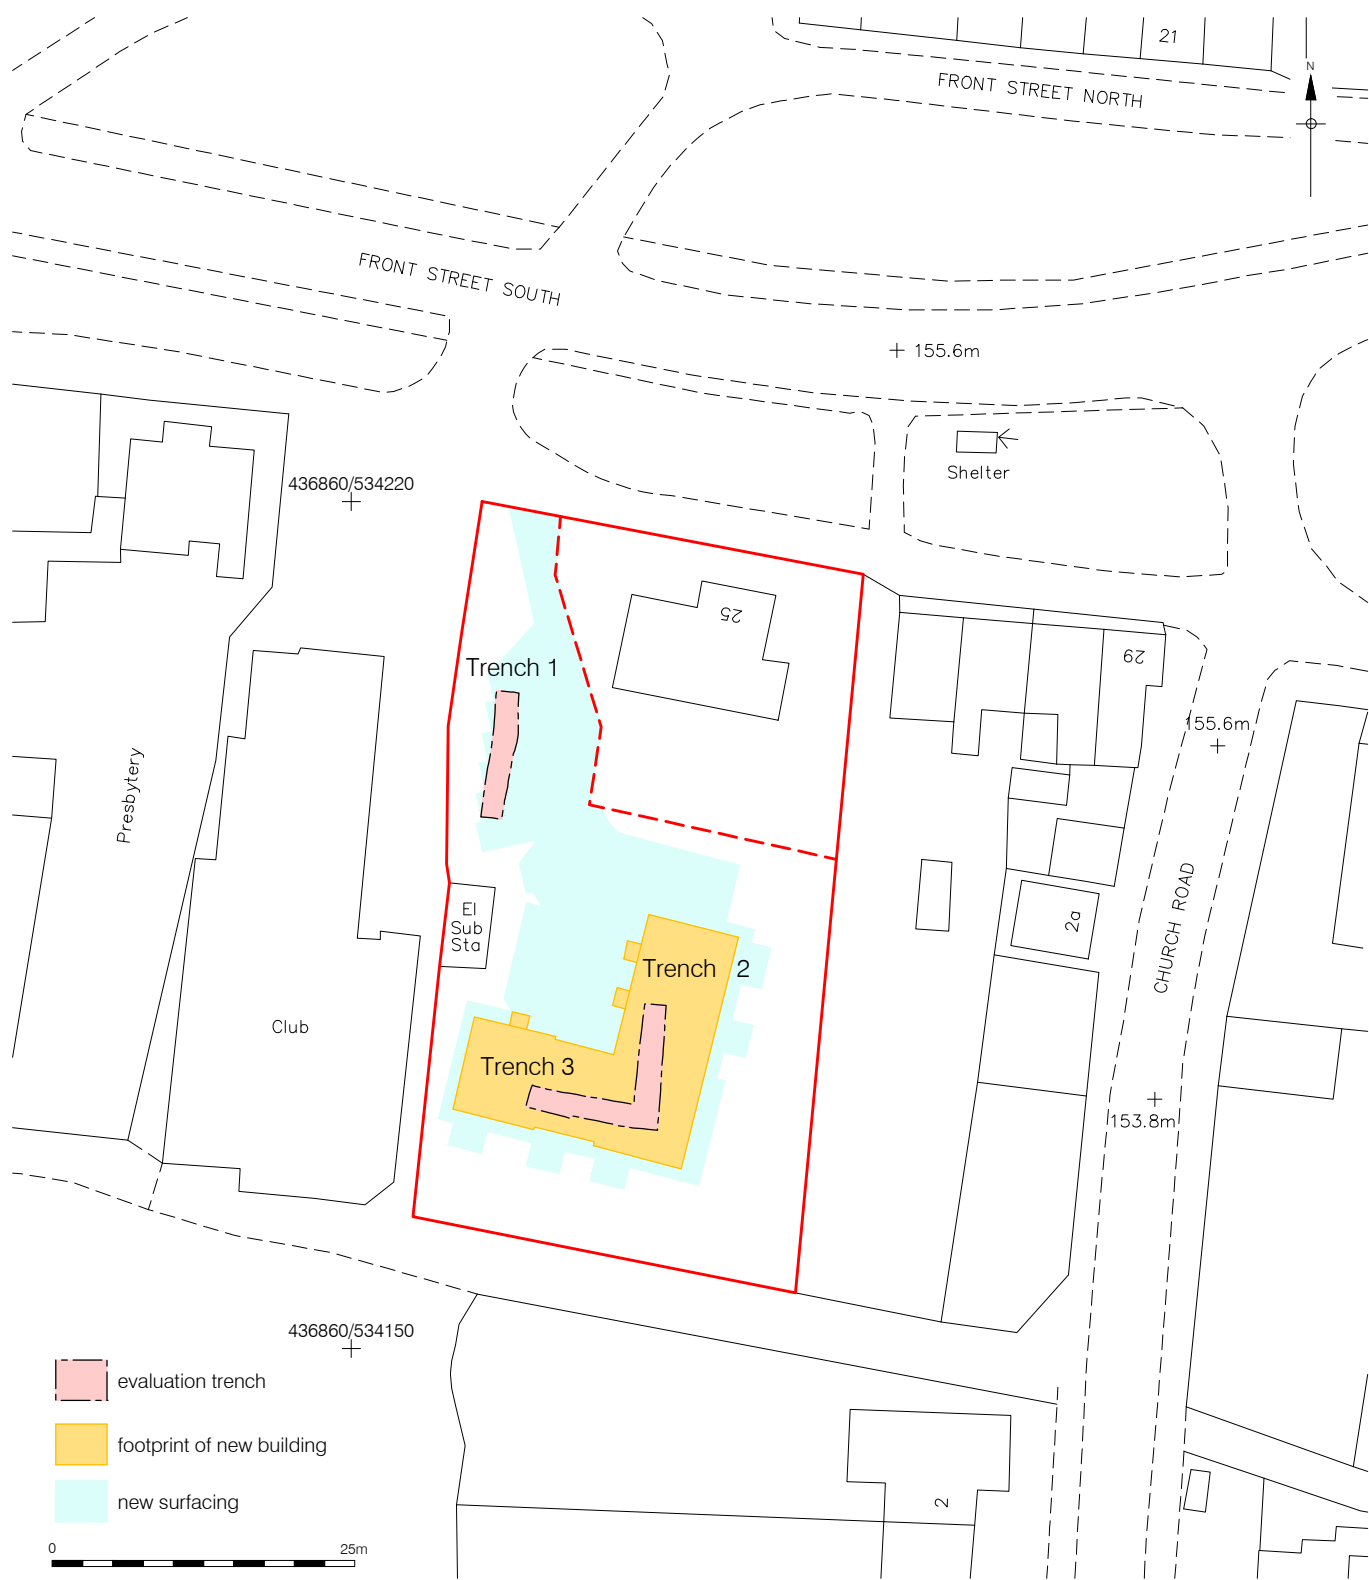 21
N
FRONT STREET NORTH
FRONT STREET SOUTH
155.6m
Shelter
436860/534220
25
Trench 1
29
155.6m
Presbytery
El
Sub
Sta
2a
CHURCH ROAD
Trench 2
Club
Trench 3
153.8m
436860/534150
evaluation trench
footprint of new building
2
new surfacing
0 25m